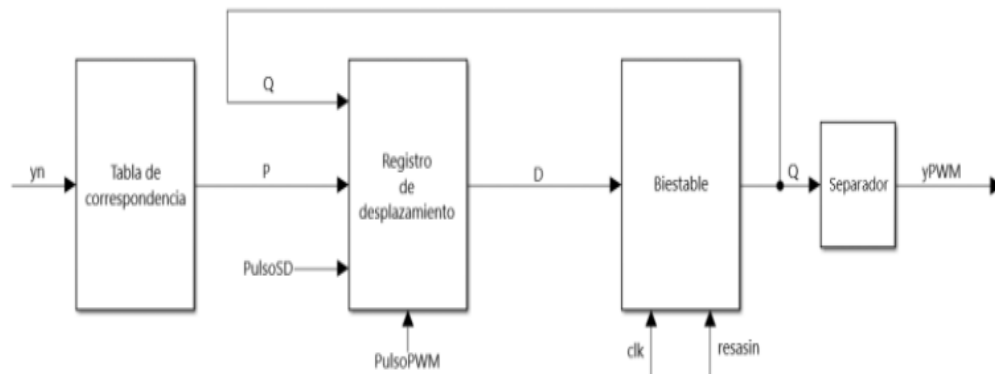 Q
yn
Tabla de
correspondencia
P
Registro
de
desplazamiento
D
Biestable
Q
Separador
yPWM
PulsoSD
PulsoPWM
clk
resasin